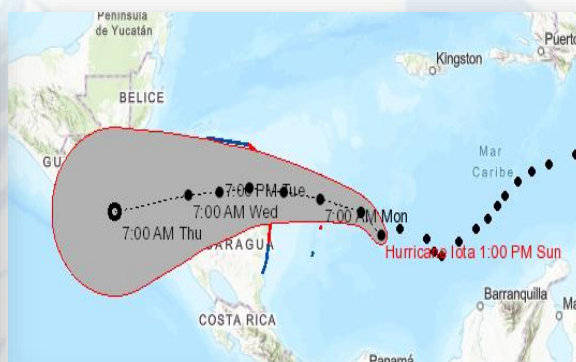 Península
de Yucatán
Kingston
Puerto
BELICE
Mar
Caribe
GU
7:00 PM Tue
7:00 AM Wed
7:00 AM Mon
7:00 AM Thu
ARAGUA
Hurricane Iota 1:00 PM Sun
Barranquilla
Ma
COSTA RICA
Panamá